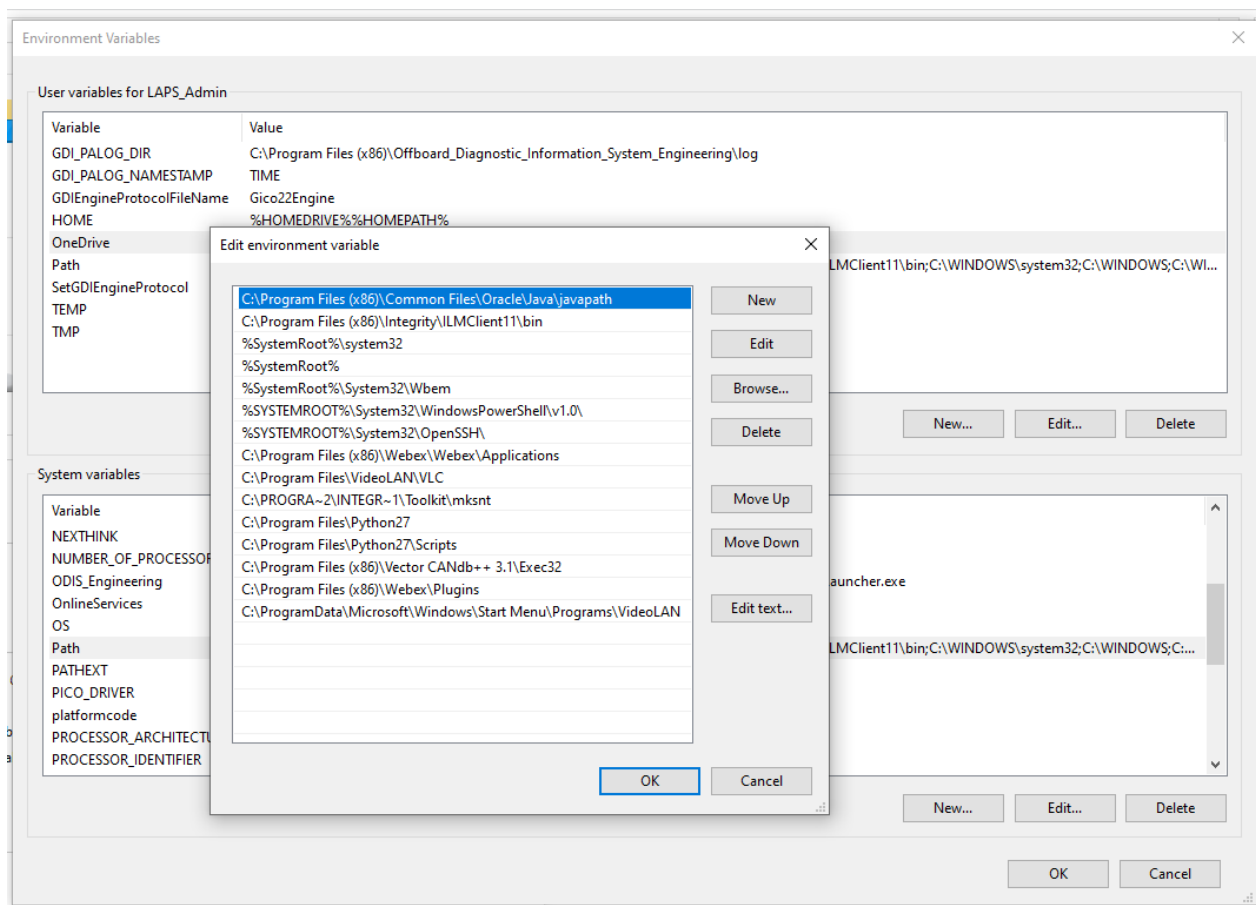 Environment Variables
User variables for LAPS_Admin
Variable Value
GDI_PALOG_DIR C:\Program Files (x86)\Offboard_Diagnostic_Information_System_Engineering\log
GDI_PALOG_NAMESTAMP TIME
GDIEngineProtocolFileName Gico22Engine
HOME %HOMEDRIVE%%HOMEPATH%
OneDrive
Path LMClient11\bin;C:\WINDOWS\system32;C:\WINDOWS;C:\WI...
SetGDIEngineProtocol
TEMP
TMP
New... Edit... Delete
Edit environment variable
C:\Program Files (x86)\Common Files\Oracle\Java\javapath
C:\Program Files (x86)\Integrity\ILMClient11\bin
%SystemRoot%\system32
%SystemRoot%
%SystemRoot%\System32\Wbem
%SYSTEMROOT%\System32\WindowsPowerShell\v1.0\
%SYSTEMROOT%\System32\OpenSSH\
C:\Program Files (x86)\Webex\Webex\Applications
C:\Program Files\VideoLAN\VLC
C:\PROGRA~2\INTEGR~1\Toolkit\mksnt
C:\Program Files\Python27
C:\Program Files\Python27\Scripts
C:\Program Files (x86)\Vector CANdb++ 3.1\Exec32
C:\Program Files (x86)\Webex\Plugins
C:\ProgramData\Microsoft\Windows\Start Menu\Programs\VideoLAN
New
Edit
Browse...
Delete
Move Up
Move Down
Edit text...
OK Cancel
System variables
Variable
NEXTHINK
NUMBER_OF_PROCESSOR
ODIS_Engineering auncher.exe
OnlineServices
OS
Path LMClient11\bin;C:\WINDOWS\system32;C:\WINDOWS;C:...
PATHEXT
PICO_DRIVER
platformcode
PROCESSOR_ARCHITECTU
PROCESSOR_IDENTIFIER
New... Edit... Delete
OK Cancel